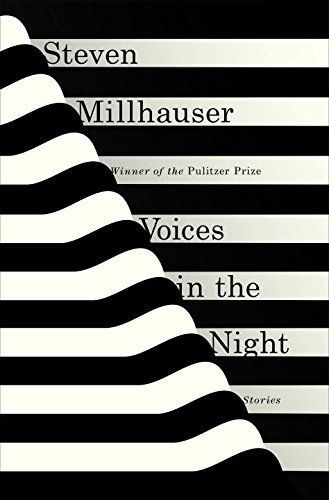 Steven
Millhauser
Winner of the Pulitzer Prize
Voices
in the
Night
Stories